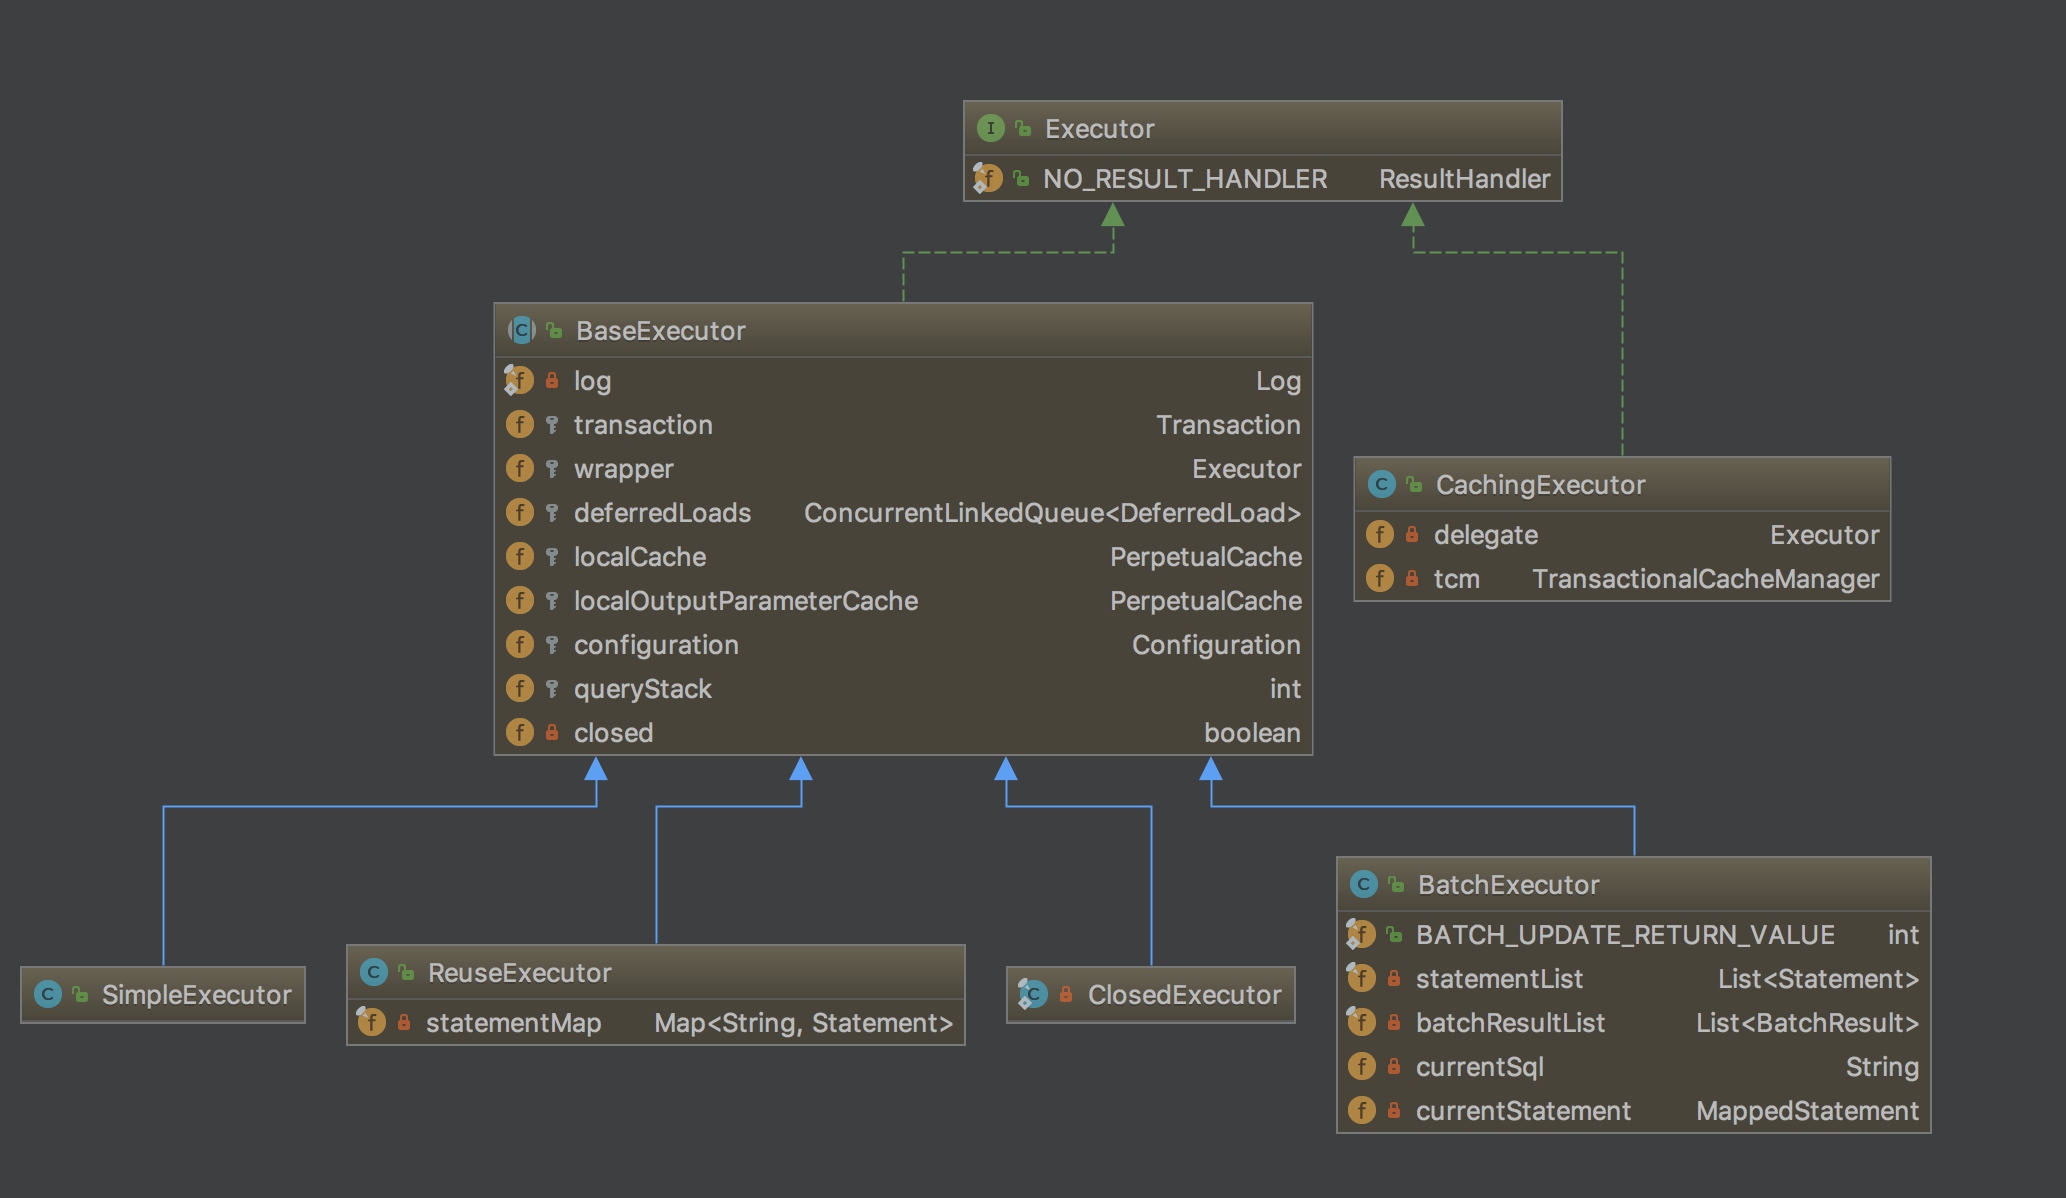 Executor
NO_RESULT_HANDLER ResultHandler
BaseExecutor
log Log
transaction Transaction
wrapper Executor
deferredLoads ConcurrentLinkedQueue<DeferredLoad>
localCache PerpetualCache
localOutputParameterCache PerpetualCache
configuration Configuration
queryStack int
closed boolean
CachingExecutor
delegate Executor
tcm TransactionalCacheManager
SimpleExecutor
ReuseExecutor
statementMap Map<String, Statement>
ClosedExecutor
BatchExecutor
BATCH_UPDATE_RETURN_VALUE int
statementList List<Statement>
batchResultList List<BatchResult>
currentSql String
currentStatement MappedStatement